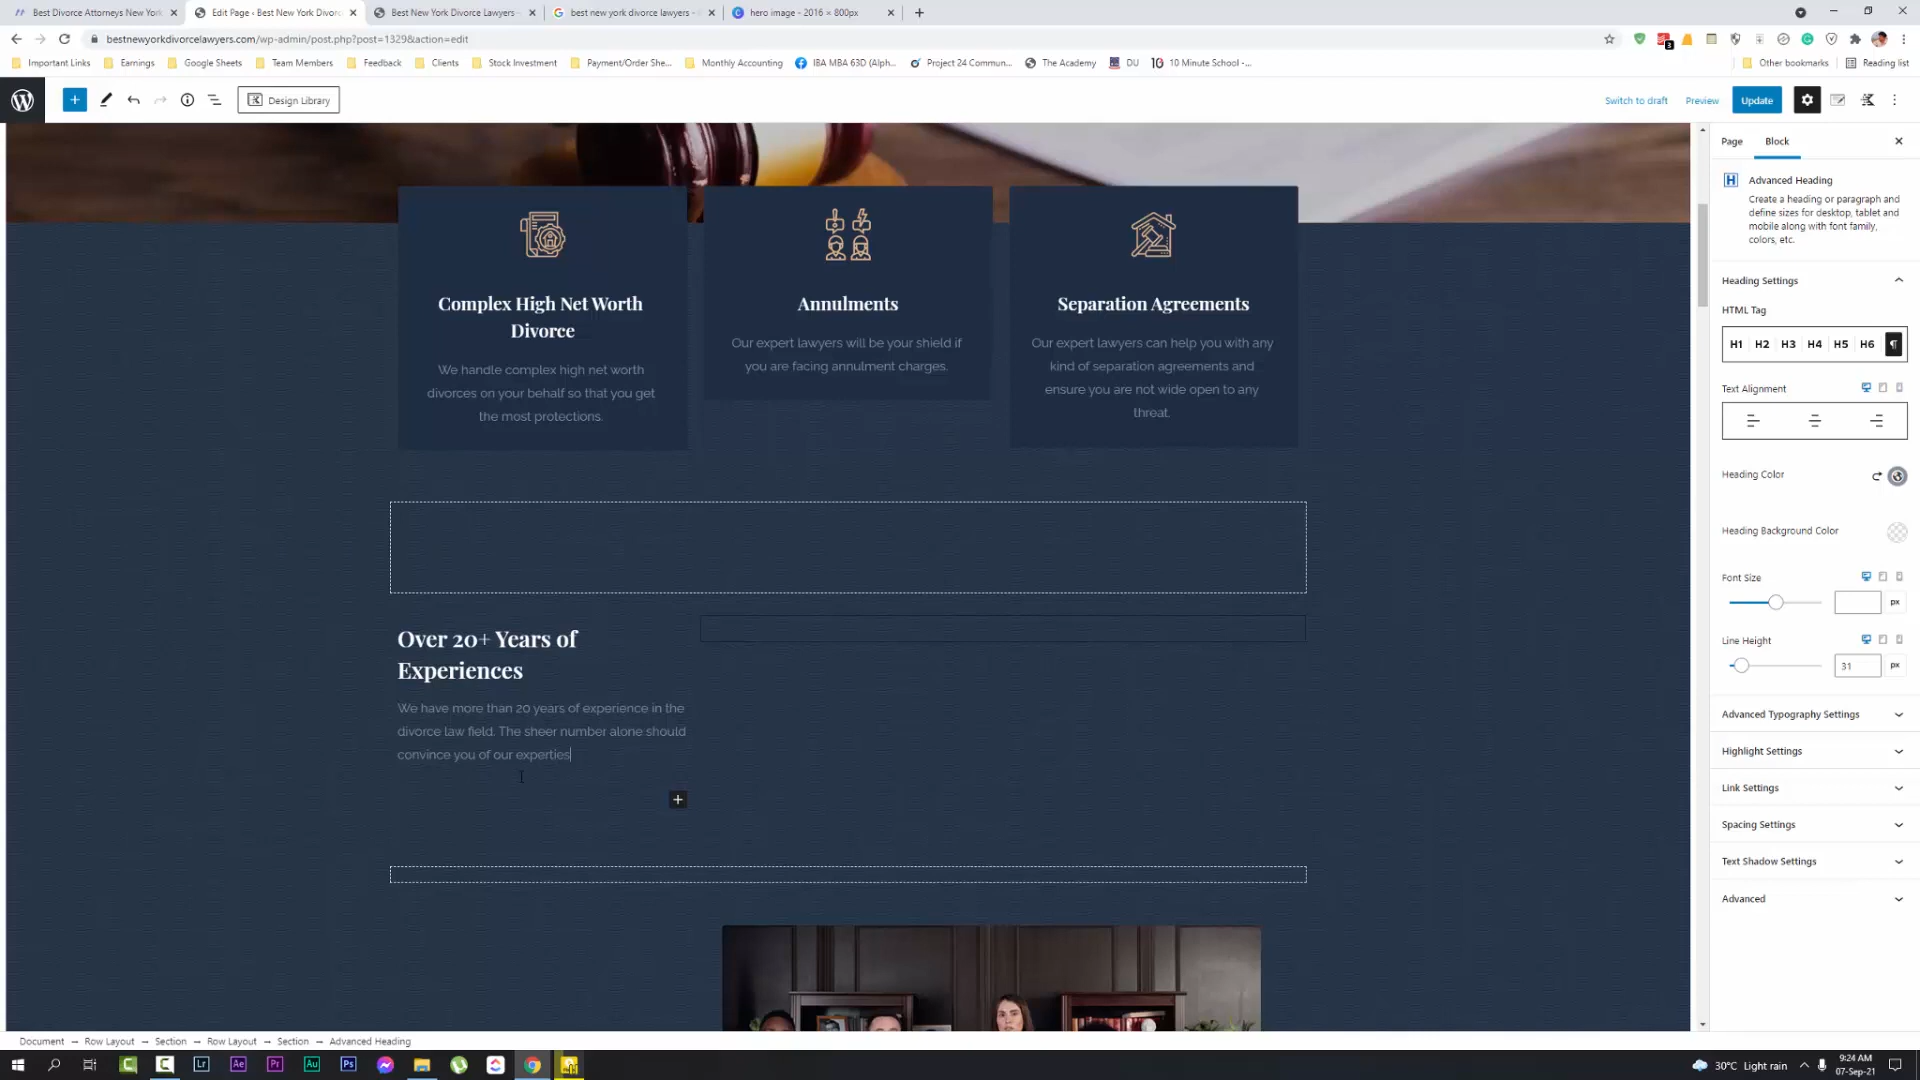 Best Divorce Attorneys New York
Edit Page ‹ Best New York Divorc
Best New York Divorce Lawyers -
best new york divorce lawyers -
hero image - 2016 × 800px
bestnewyorkdivorcelawyers.com/wp-admin/post.php?post=1329&action=edit
3
Important Links
Earnings
Google Sheets
Team Members
Feedback
Clients
Stock Investment
Payment/Order She...
Monthly Accounting
IBA MBA 63D (Alph...
Project 24 Commun...
The Academy
DU
10 Minute School -...
Other bookmarks
Reading list
Design Library
Switch to draft
Preview
Update
Page
Block
Advanced Heading
Create a heading or paragraph and
define sizes for desktop, tablet and
mobile along with font family,
colors, etc.
Heading Settings
HTML Tag
H1 H2 H3 H4 H5 H6 ¶
Text Alignment
Heading Color
Heading Background Color
Font Size
px
Line Height
31 px
Advanced Typography Settings
Highlight Settings
Link Settings
Spacing Settings
Text Shadow Settings
Advanced
Complex High Net Worth
Divorce
We handle complex high net worth
divorces on your behalf so that you get
the most protections.
Annulments
Our expert lawyers will be your shield if
you are facing annulment charges.
Separation Agreements
Our expert lawyers can help you with any
kind of separation agreements and
ensure you are not wide open to any
threat.
Over 20+ Years of
Experiences
We have more than 20 years of experience in the
divorce law field. The sheer number alone should
convince you of our experties
Document → Row Layout → Section → Row Layout → Section → Advanced Heading
Lr
Ae
Pr
Au
Ps
30°C Light rain
9:24 AM
07-Sep-21